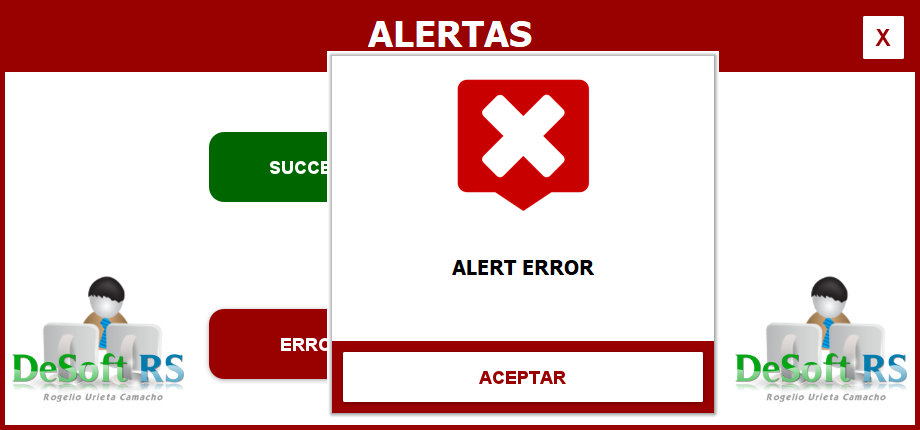 ALERTAS
X
SUCCE
ALERT ERROR
ERRO
ACEPTAR
DeSoft RS
Rogelio Urieta Camacho
DeSoft RS
Rogelio Urieta Camacho